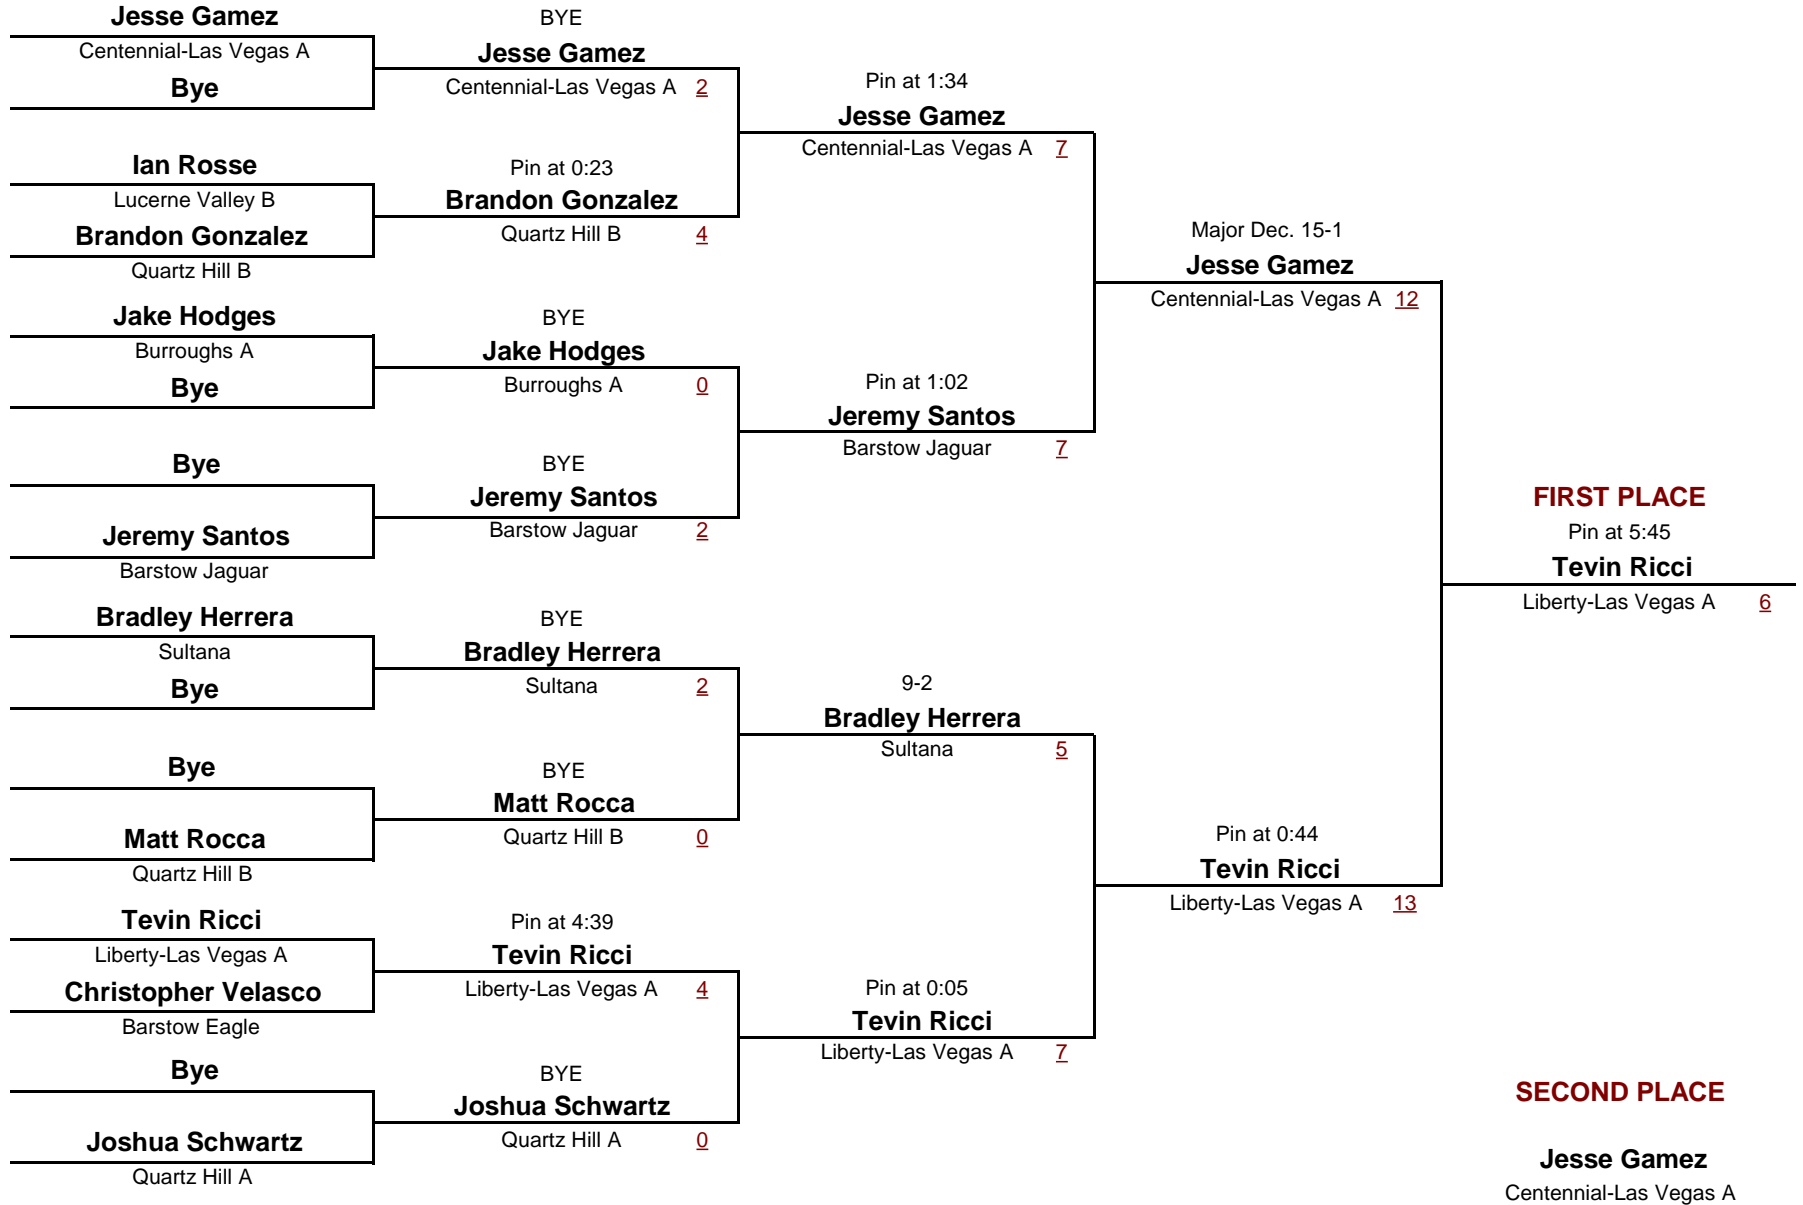 Jesse Gamez
Centennial-Las Vegas A
Bye
Ian Rosse
Lucerne Valley B
Brandon Gonzalez
Quartz Hill B
Jake Hodges
Burroughs A
Bye
Bye
Jeremy Santos
Barstow Jaguar
Bradley Herrera
Sultana
Bye
Bye
Matt Rocca
Quartz Hill B
Tevin Ricci
Liberty-Las Vegas A
Christopher Velasco
Barstow Eagle
Bye
Joshua Schwartz
Quartz Hill A
BYE
Jesse Gamez
Centennial-Las Vegas A 2
Pin at 0:23
Brandon Gonzalez
Quartz Hill B 4
BYE
Jake Hodges
Burroughs A 0
BYE
Jeremy Santos
Barstow Jaguar 2
BYE
Bradley Herrera
Sultana 2
BYE
Matt Rocca
Quartz Hill B 0
Pin at 4:39
Tevin Ricci
Liberty-Las Vegas A 4
BYE
Joshua Schwartz
Quartz Hill A 0
Pin at 1:34
Jesse Gamez
Centennial-Las Vegas A 7
Pin at 1:02
Jeremy Santos
Barstow Jaguar 7
9-2
Bradley Herrera
Sultana 5
Pin at 0:05
Tevin Ricci
Liberty-Las Vegas A 7
Major Dec. 15-1
Jesse Gamez
Centennial-Las Vegas A 12
Pin at 0:44
Tevin Ricci
Liberty-Las Vegas A 13
FIRST PLACE
Pin at 5:45
Tevin Ricci
Liberty-Las Vegas A 6
SECOND PLACE
Jesse Gamez
Centennial-Las Vegas A